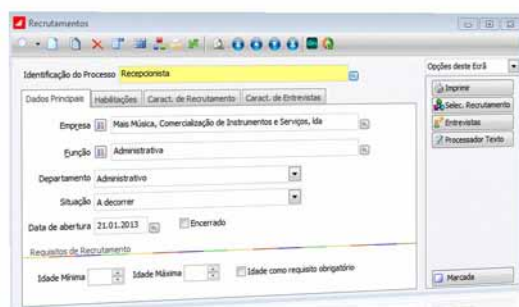 Recrutamentos
Identificação do Processo Recepcionista
Opções deste Ecrã
Dados Principais Habilitações Caract. de Recrutamento Caract. de Entrevistas
Imprimir
Selec. Recrutamento
Entrevistas
Processador Texto
Empresa Mais Música, Comercialização de Instrumentos e Serviços, lda
Função Administrativa
Departamento Administrativo
Situação A decorrer
Data de abertura 21.01.2013 Encerrado
Requisitos de Recrutamento
Idade Mínima Idade Máxima Idade como requisito obrigatório
Marcada